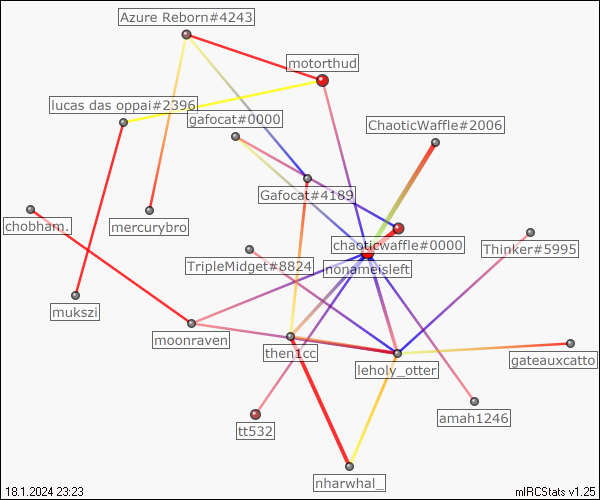 Azure Reborn#4243
motorthud
lucas das oppai#2396
gafocat#0000
ChaoticWaffle#2006
Gafocat#4189
chobham.
mercurybro
chaoticwaffle#0000
Thinker#5995
TripleMidget#8824
nonameisleft
mukszi
moonraven
then1cc
leholy_otter
gateauxcatto
amah1246
tt532
nharwhal_
18.1.2024 23:23
mIRCStats v1.25